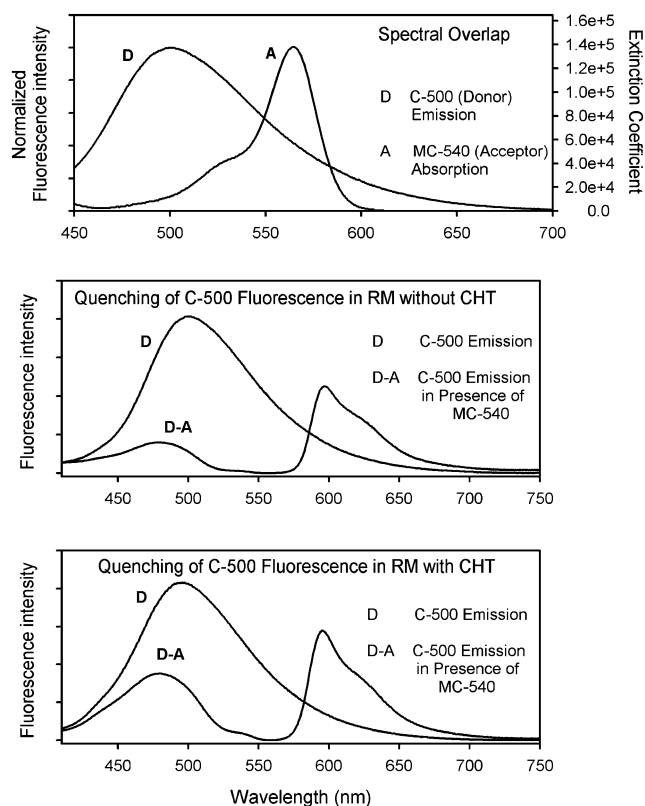 Normalized
Fluorescence intensity
Spectral Overlap
D
A
D C-500 (Donor)
Emission
A MC-540 (Acceptor)
Absorption
1.6e+5
1.4e+5
1.2e+5
1.0e+5
8.0e+4
6.0e+4
4.0e+4
2.0e+4
0.0
Extinction Coefficient
450 500 550 600 650 700
Fluorescence intensity
Quenching of C-500 Fluorescence in RM without CHT
D
D-A
D C-500 Emission
D-A C-500 Emission
in Presence of
MC-540
450 500 550 600 650 700 750
Fluorescence intensity
Quenching of C-500 Fluorescence in RM with CHT
D
D-A
D C-500 Emission
D-A C-500 Emission
in Presence of
MC-540
450 500 550 600 650 700 750
Wavelength (nm)